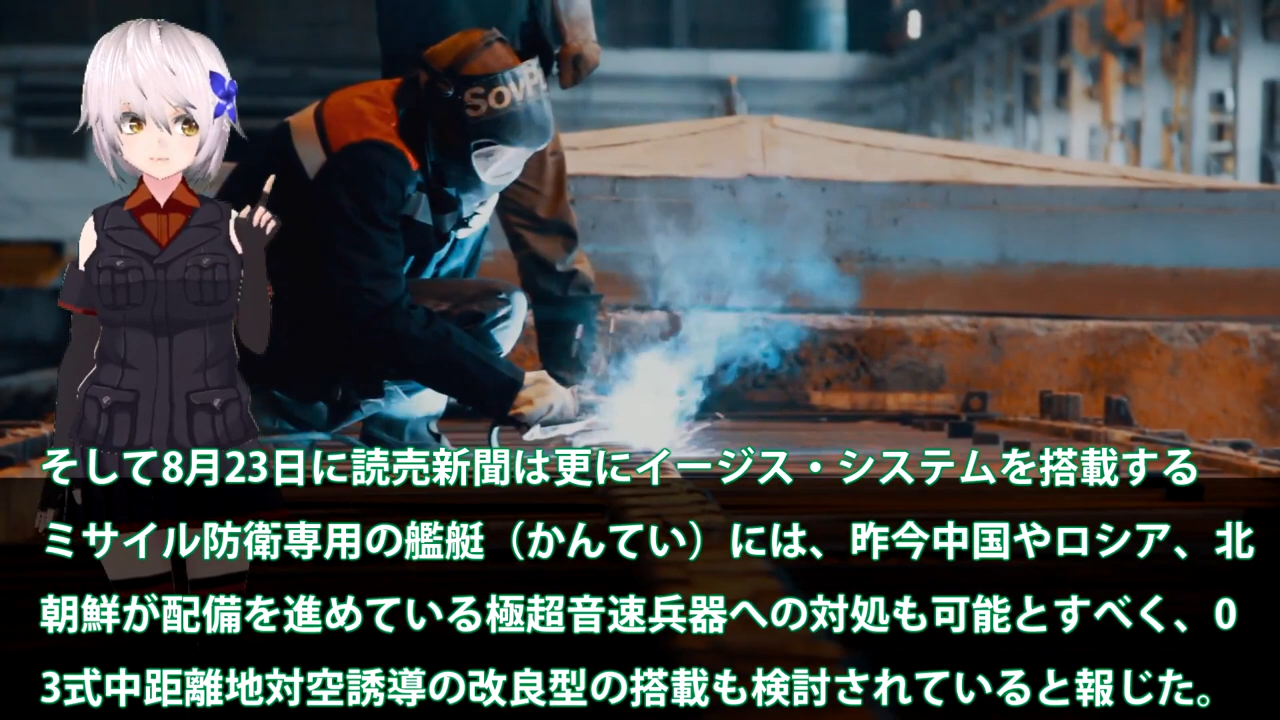 SovPl
そして8月23日に読売新聞は更にイージス・システムを搭載する
ミサイル防衛専用の艦艇（かんてい）には、昨今中国やロシア、北
朝鮮が配備を進めている極超音速兵器への対処も可能とすべく、0
3式中距離地対空誘導の改良型の搭載も検討されていると報じた。